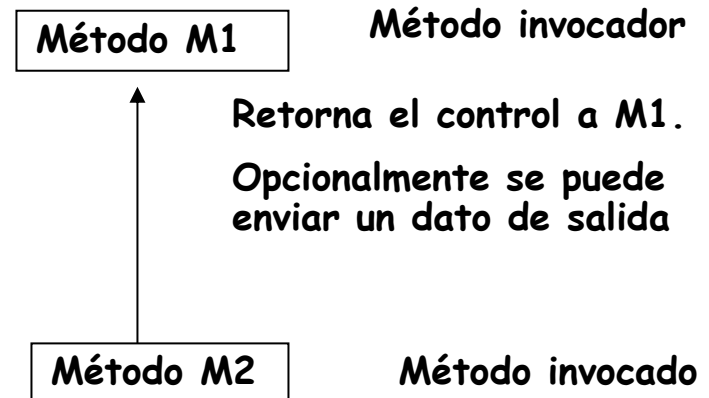 Método M1
Método invocador
Retorna el control a M1.
Opcionalmente se puede
enviar un dato de salida
Método M2
Método invocado